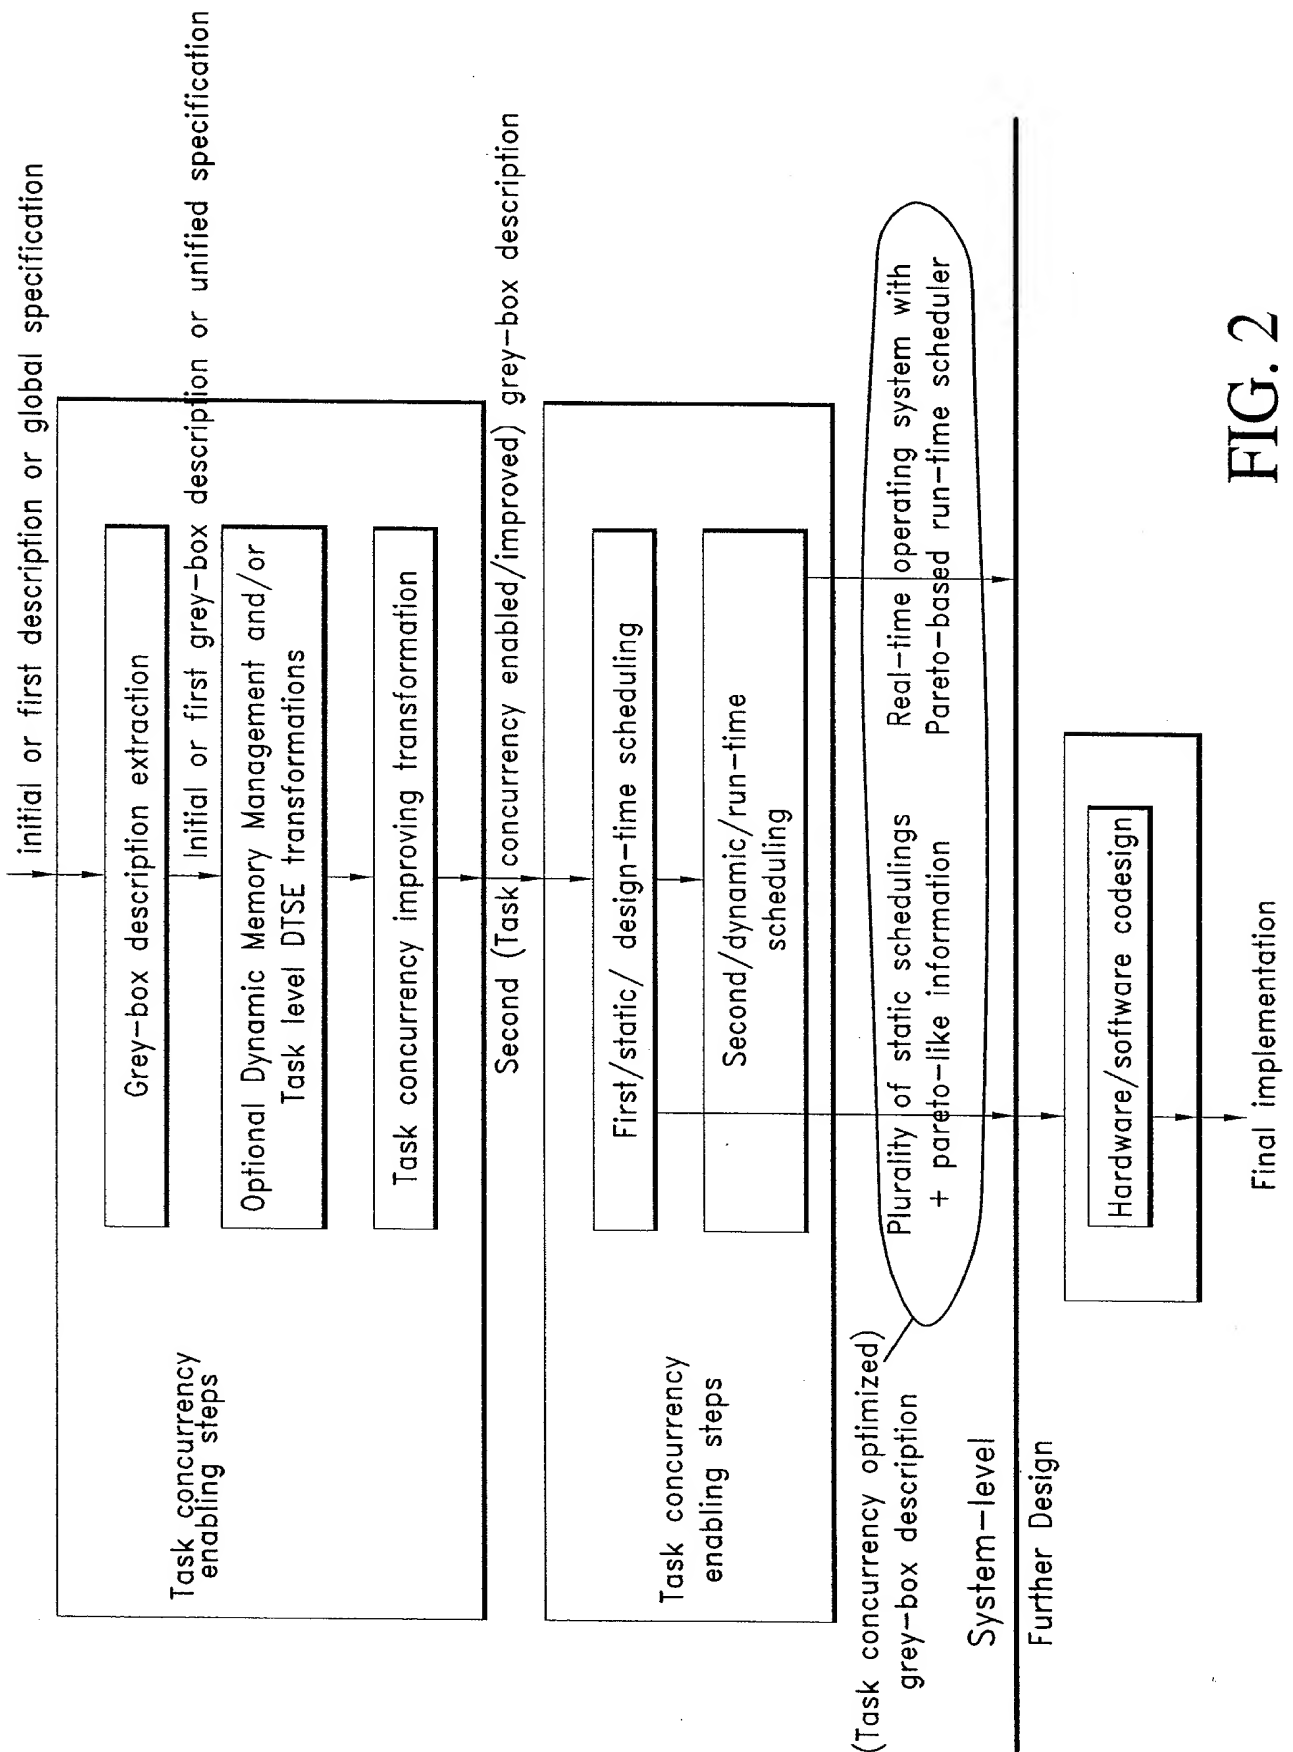 initial or first description or global specification
Task concurrency
enabling steps
Grey-box description extraction
Initial or first grey-box description or unified specification
Optional Dynamic Memory Management and/or
Task level DTSE transformations
Task concurrency improving transformation
Second (Task concurrency enabled/improved) grey-box description
Task concurrency
enabling steps
First/static/ design-time scheduling
Second/dynamic/run-time
scheduling
(Task concurrency optimized)
grey-box description
Plurality of static schedulings
+ pareto-like information
Real-time operating system with
Pareto-based run-time scheduler
System-level
Further Design
Hardware/software codesign
Final implementation
FIG. 2